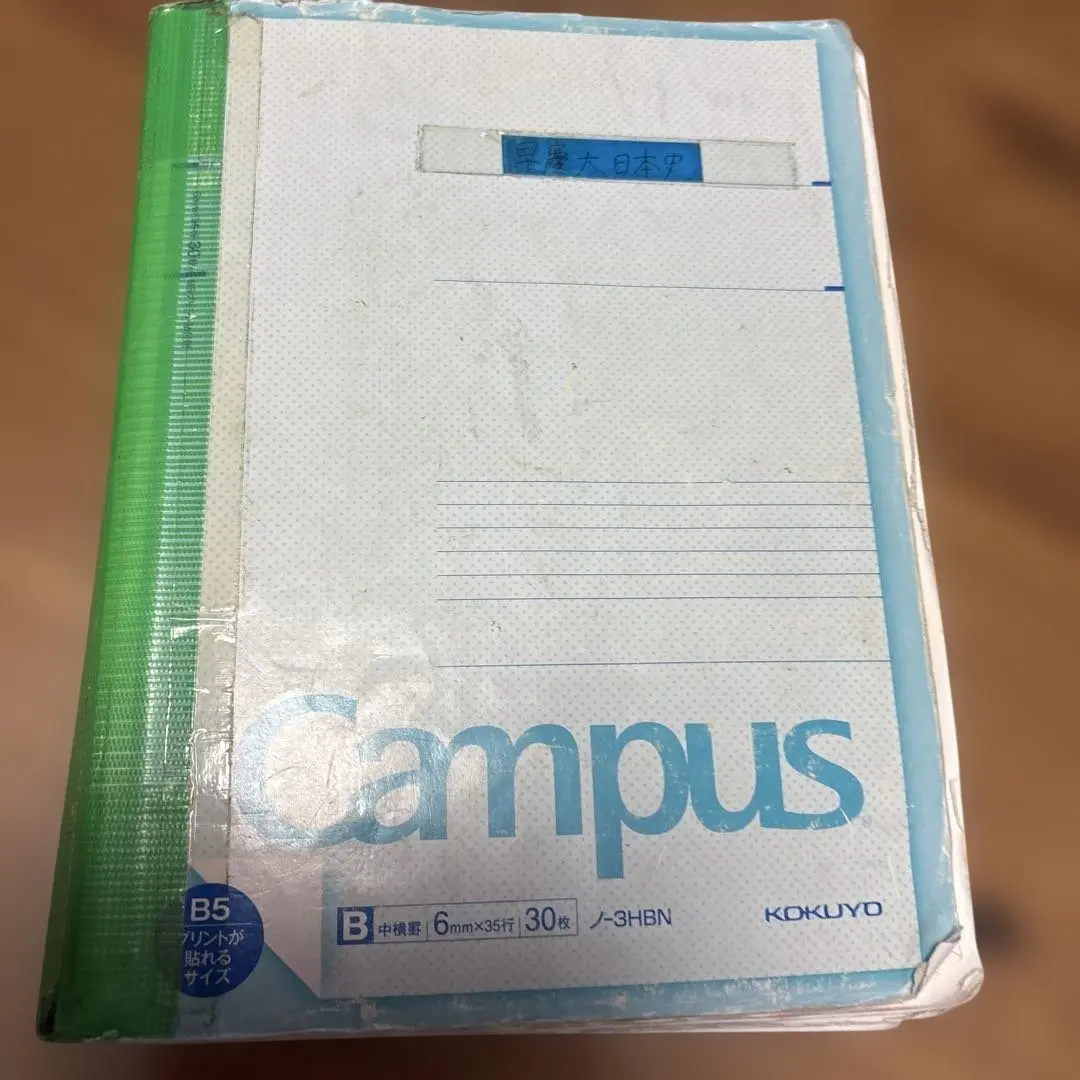 早慶大日本史
Campus
B5
プリントが
貼れる
サイズ
B 中横罫 6mm×35行 30枚 ノ-3HBN
KOKUYO